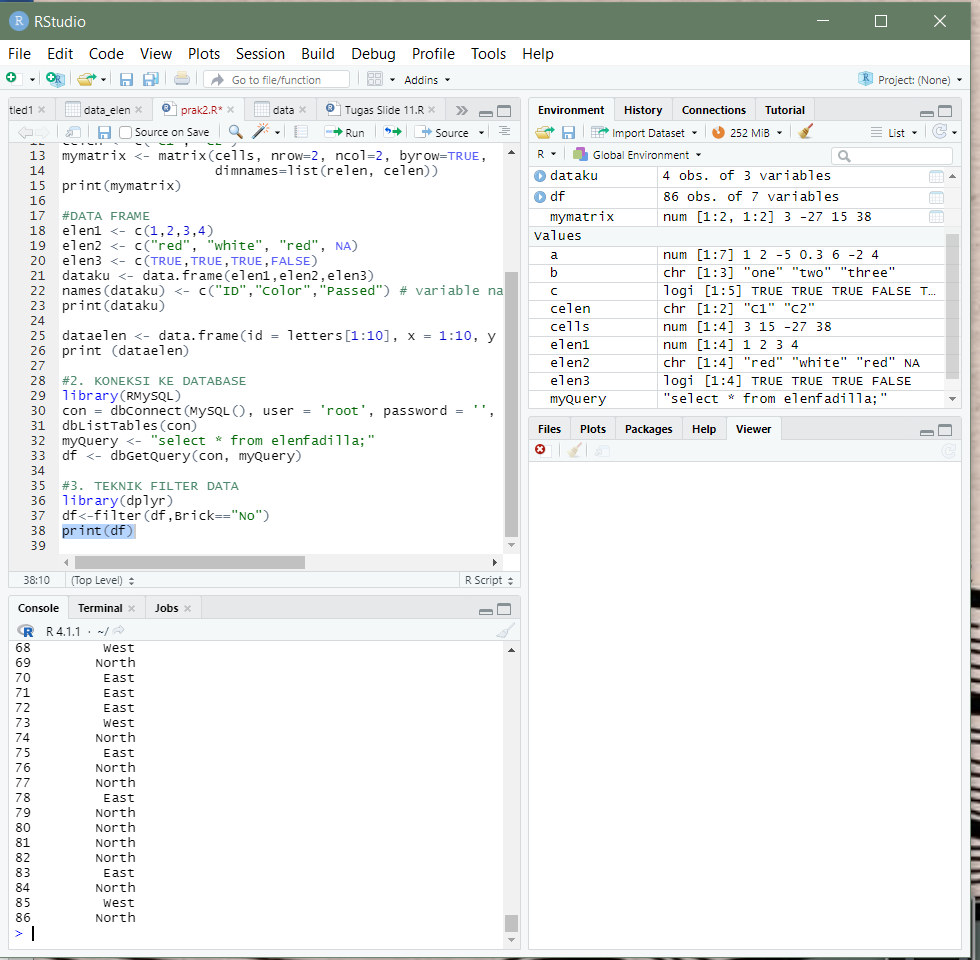 RStudio
File Edit Code View Plots Session Build Debug Profile Tools Help
Go to file/function Addins Project: (None)
tled1 data_elen prak2.R* data Tugas Slide 11.R
Source on Save Run Source
13 mymatrix <- matrix(cells, nrow=2, ncol=2, byrow=TRUE,
14 dimnames=list(relen, celen))
15 print(mymatrix)
16
17 #DATA FRAME
18 elen1 <- c(1,2,3,4)
19 elen2 <- c("red", "white", "red", NA)
20 elen3 <- c(TRUE,TRUE,TRUE,FALSE)
21 dataku <- data.frame(elen1,elen2,elen3)
22 names(dataku) <- c("ID","Color","Passed") # variable na
23 print(dataku)
24
25 dataelen <- data.frame(id = letters[1:10], x = 1:10, y
26 print (dataelen)
27
28 #2. KONEKSI KE DATABASE
29 library(RMySQL)
30 con = dbConnect(MySQL(), user = 'root', password = '',
31 dbListTables(con)
32 myQuery <- "select * from elenfadilla;"
33 df <- dbGetQuery(con, myQuery)
34
35 #3. TEKNIK FILTER DATA
36 library(dplyr)
37 df<-filter(df,Brick=="No")
38 print(df)
39
38:10 (Top Level) R Script
Console Terminal Jobs
R 4.1.1 · ~/
68 West
69 North
70 East
71 East
72 East
73 West
74 North
75 East
76 North
77 North
78 East
79 North
80 North
81 North
82 North
83 East
84 North
85 West
86 North
>
Environment History Connections Tutorial
Import Dataset 252 MiB List
R Global Environment
dataku 4 obs. of 3 variables
df 86 obs. of 7 variables
mymatrix num [1:2, 1:2] 3 -27 15 38
Values
a num [1:7] 1 2 -5 0.3 6 -2 4
b chr [1:3] "one" "two" "three"
c logi [1:5] TRUE TRUE TRUE FALSE T…
celen chr [1:2] "C1" "C2"
cells num [1:4] 3 15 -27 38
elen1 num [1:4] 1 2 3 4
elen2 chr [1:4] "red" "white" "red" NA
elen3 logi [1:4] TRUE TRUE TRUE FALSE
myQuery "select * from elenfadilla;"
Files Plots Packages Help Viewer